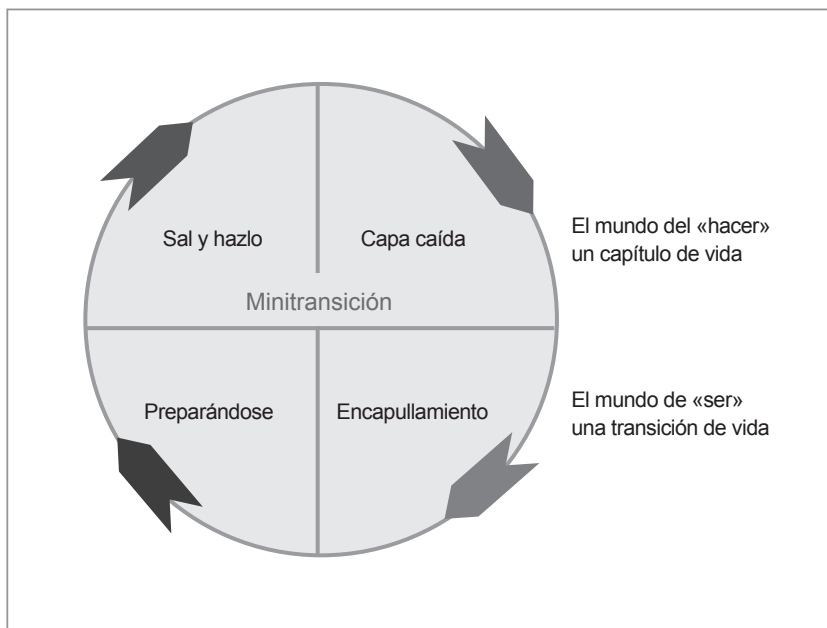 Sal y hazlo
Capa caída
El mundo del «hacer»
un capítulo de vida
Minitransición
Preparándose
Encapullamiento
El mundo de «ser»
una transición de vida